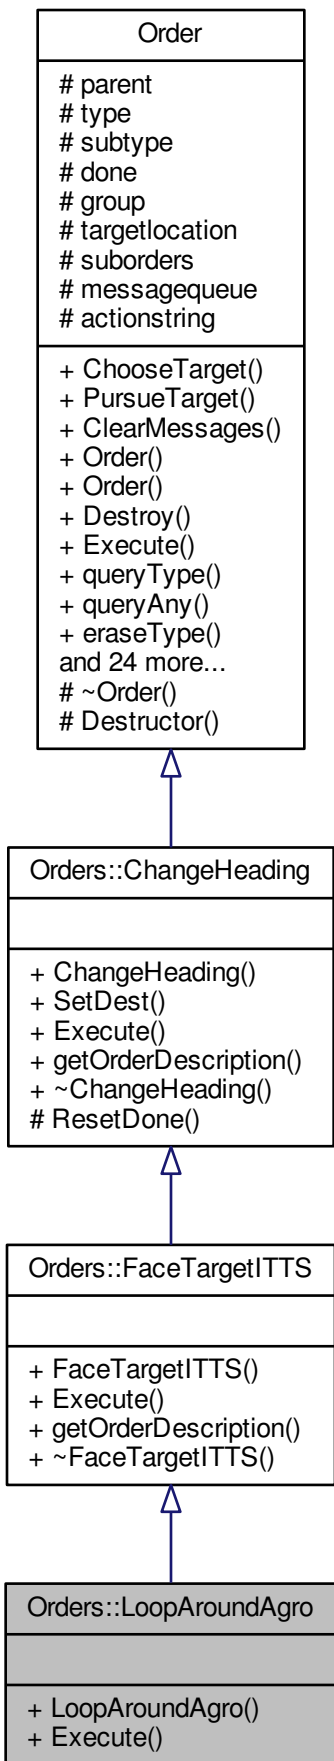 Order
# parent
# type
# subtype
# done
# group
# targetlocation
# suborders
# messagequeue
# actionstring
+ ChooseTarget()
+ PursueTarget()
+ ClearMessages()
+ Order()
+ Order()
+ Destroy()
+ Execute()
+ queryType()
+ queryAny()
+ eraseType()
and 24 more...
# ~Order()
# Destructor()
Orders::ChangeHeading
+ ChangeHeading()
+ SetDest()
+ Execute()
+ getOrderDescription()
+ ~ChangeHeading()
# ResetDone()
Orders::FaceTargetITTS
+ FaceTargetITTS()
+ Execute()
+ getOrderDescription()
+ ~FaceTargetITTS()
Orders::LoopAroundAgro
+ LoopAroundAgro()
+ Execute()